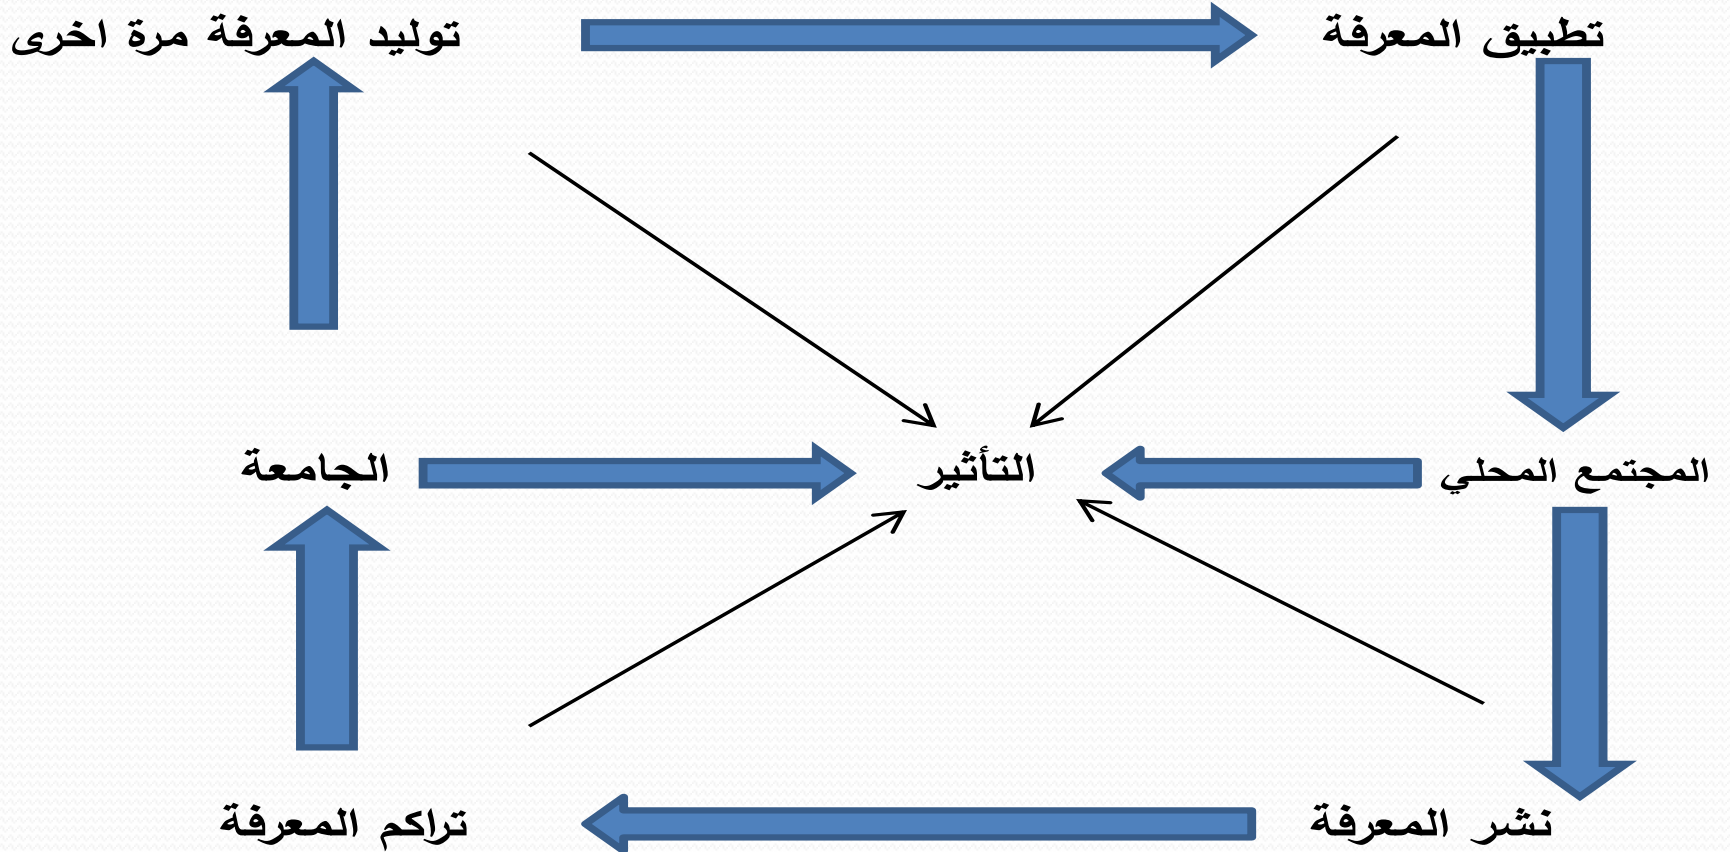 تطبيق المعرفة
توليد المعرفة مرة اخرى
المجتمع المحلي
التأثير
الجامعة
نشر المعرفة
تراكم المعرفة